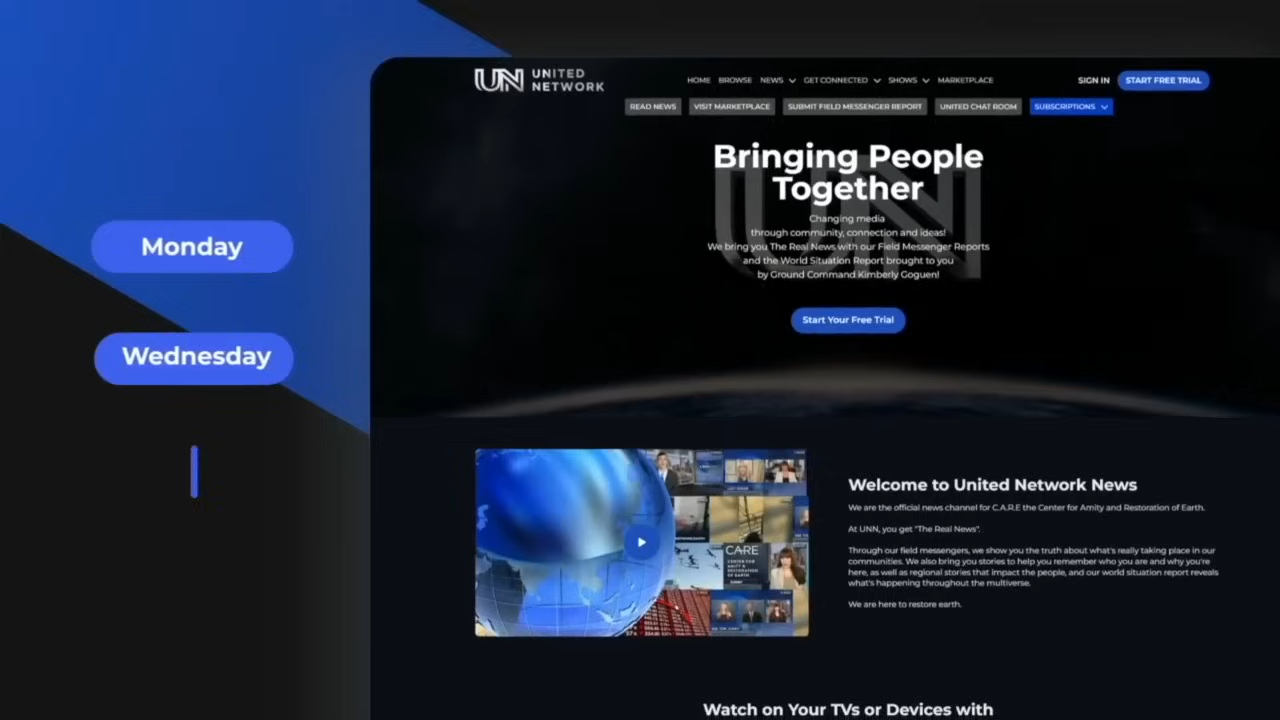 UN UNITED NETWORK
HOME BROWSE NEWS GET CONNECTED SHOWS MARKETPLACE
SIGN IN START FREE TRIAL
READ NEWS VISIT MARKETPLACE SUBMIT FIELD MESSENGER REPORT UNITED CHAT ROOM SUBSCRIPTIONS
Bringing People
Together
Changing media
through community, connection and ideas!
We bring you The Real News with our Field Messenger Reports
and the World Situation Report brought to you
by Ground Command Kimberly Goguen!
Start Your Free Trial
Monday
Wednesday
CARE
CENTER FOR
AMITY &
RESTORATION
OF EARTH
Welcome to United Network News
We are the official news channel for C.A.R.E the Center for Amity and Restoration of Earth.
At UNN, you get "The Real News".
Through our field messengers, we show you the truth about what's really taking place in our
communities. We also bring you stories to help you remember who you are and why you're
here, as well as regional stories that impact the people, and our world situation report reveals
what's happening throughout the multiverse.
We are here to restore earth.
Watch on Your TVs or Devices with